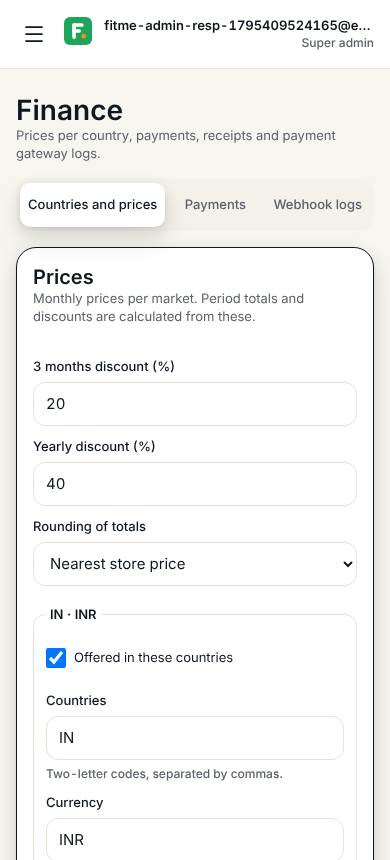 fitme-admin-resp-1795409524165@e...
Super admin
Finance
Prices per country, payments, receipts and payment
gateway logs.
Countries and prices
Payments
Webhook logs
Prices
Monthly prices per market. Period totals and
discounts are calculated from these.
3 months discount (%)
20
Yearly discount (%)
40
Rounding of totals
Nearest store price
IN · INR
Offered in these countries
Countries
IN
Two-letter codes, separated by commas.
Currency
INR